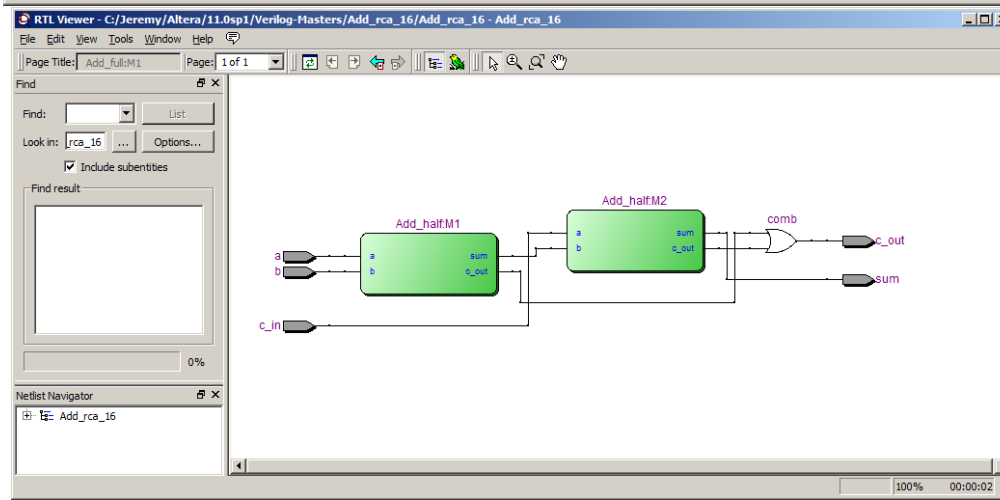 RTL Viewer - C:/Jeremy/Altera/11.0sp1/Verilog-Masters/Add_rca_16/Add_rca_16 - Add_rca_16
File Edit View Tools Window Help
Page Title: Add_full:M1 Page: 1 of 1
Find
Find: List
Look in: rca_16 ... Options...
Include subentities
Find result
0%
Netlist Navigator
Add_rca_16
Add_half:M1
a
b
c_in
a sum
b c_out
Add_half:M2
a sum
b c_out
comb
c_out
sum
100% 00:00:02